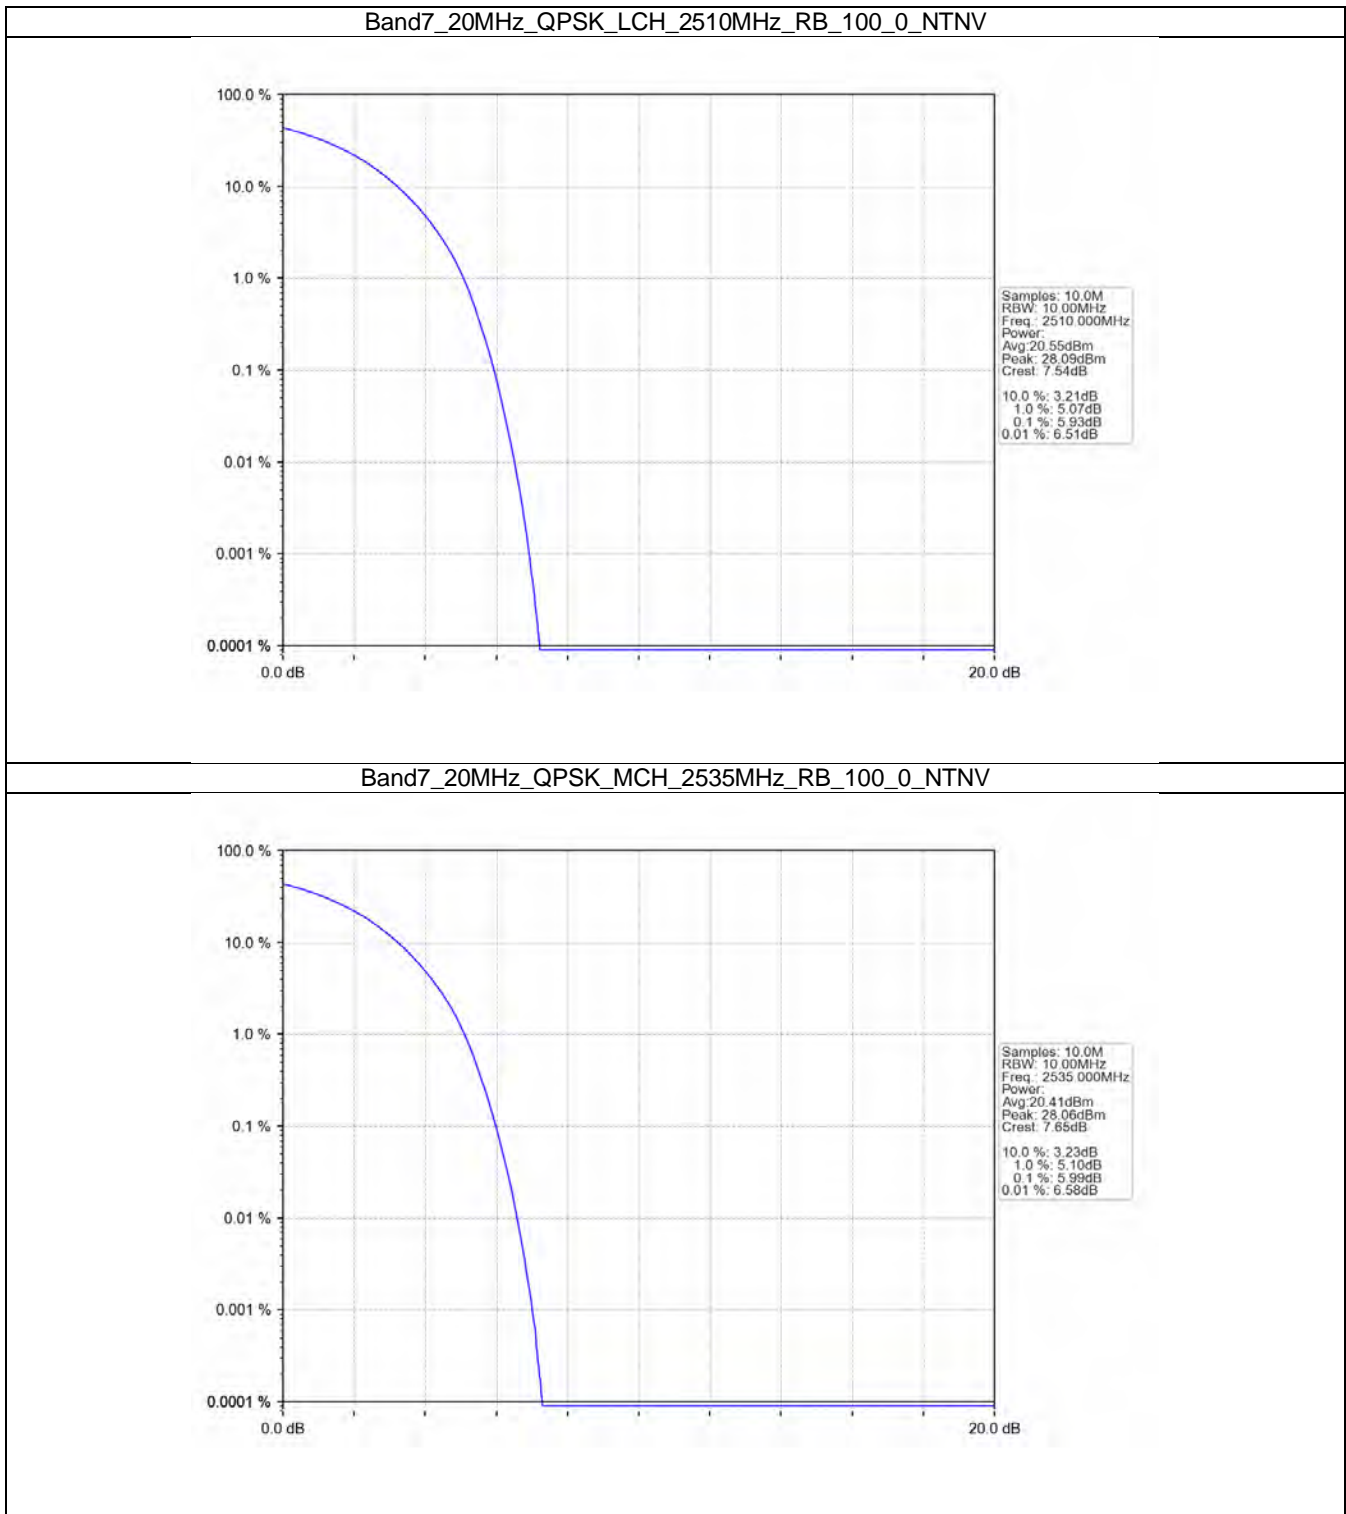 Band7_20MHz_QPSK_LCH_2510MHz_RB_100_0_NTNV
100.0 %
10.0 %
1.0 %
0.1 %
0.01 %
0.001 %
0.0001 %
0.0 dB
20.0 dB
Samples: 10.0M
RBW: 10.00MHz
Freq.: 2510.000MHz
Power:
Avg:20.55dBm
Peak: 28.09dBm
Crest: 7.54dB
10.0 %: 3.21dB
1.0 %: 5.07dB
0.1 %: 5.93dB
0.01 %: 6.51dB
Band7_20MHz_QPSK_MCH_2535MHz_RB_100_0_NTNV
100.0 %
10.0 %
1.0 %
0.1 %
0.01 %
0.001 %
0.0001 %
0.0 dB
20.0 dB
Samples: 10.0M
RBW: 10.00MHz
Freq.: 2535.000MHz
Power:
Avg:20.41dBm
Peak: 28.06dBm
Crest: 7.65dB
10.0 %: 3.23dB
1.0 %: 5.10dB
0.1 %: 5.99dB
0.01 %: 6.58dB